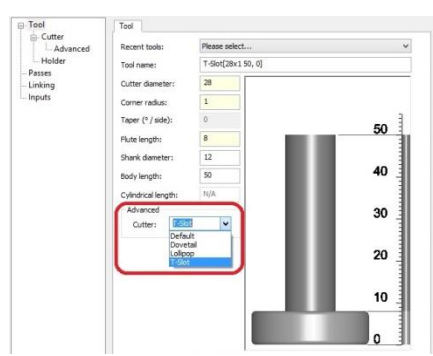 Tool
Cutter
Advanced
Holder
Passes
Linking
Inputs
Tool
Recent tools: Please select...
Tool name: T-Slot[28x1 50, 0]
Cutter diameter: 28
Corner radius: 1
Taper (° / side): 0
Flute length: 8
Shank diameter: 12
Body length: 50
Cylindrical length: N/A
Advanced
Cutter: T-Slot
Default
Dovetail
Lollipop
T-Slot
50
40
30
20
10
0